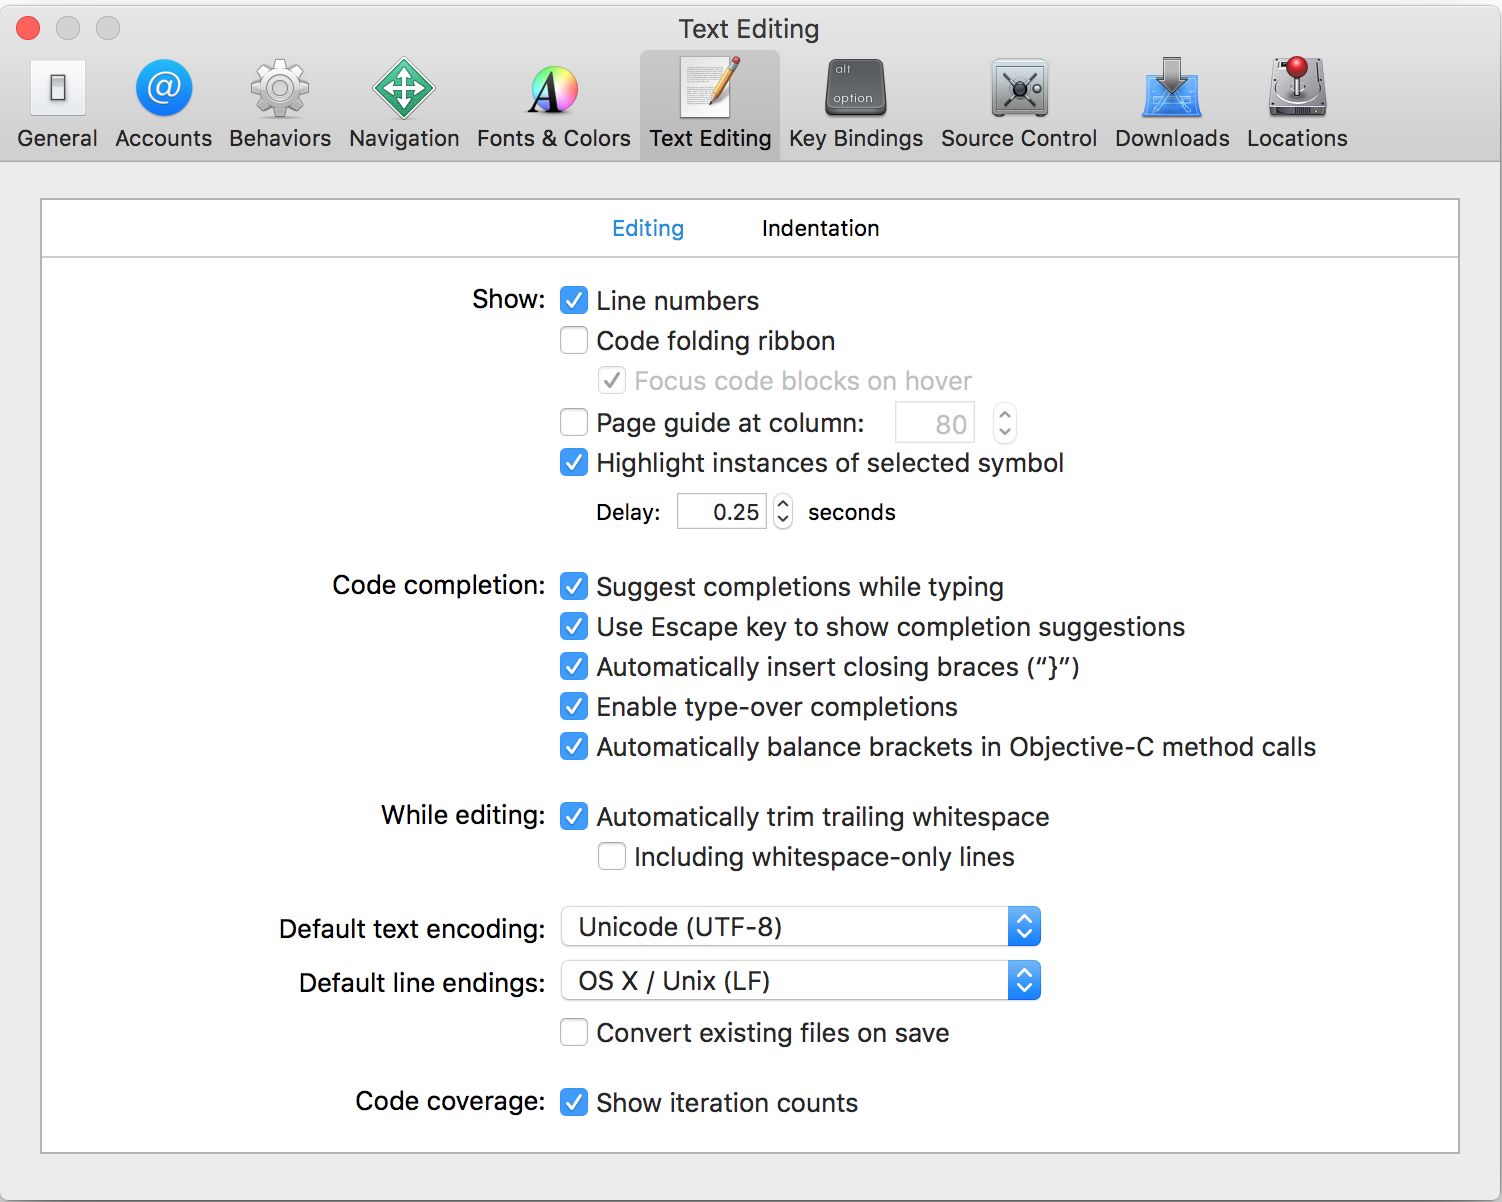 Text Editing
General Accounts Behaviors Navigation Fonts & Colors Text Editing alt option Key Bindings Source Control Downloads Locations
Editing Indentation
Show: Line numbers
Code folding ribbon
Focus code blocks on hover
Page guide at column: 80
Highlight instances of selected symbol
Delay: 0.25 seconds
Code completion: Suggest completions while typing
Use Escape key to show completion suggestions
Automatically insert closing braces (“}”)
Enable type-over completions
Automatically balance brackets in Objective-C method calls
While editing: Automatically trim trailing whitespace
Including whitespace-only lines
Default text encoding: Unicode (UTF-8)
Default line endings: OS X / Unix (LF)
Convert existing files on save
Code coverage: Show iteration counts